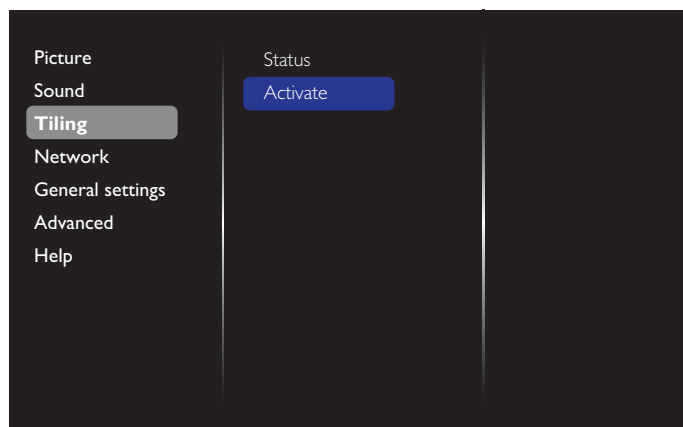 Picture
Sound
Tiling
Network
General settings
Advanced
Help
Status
Activate